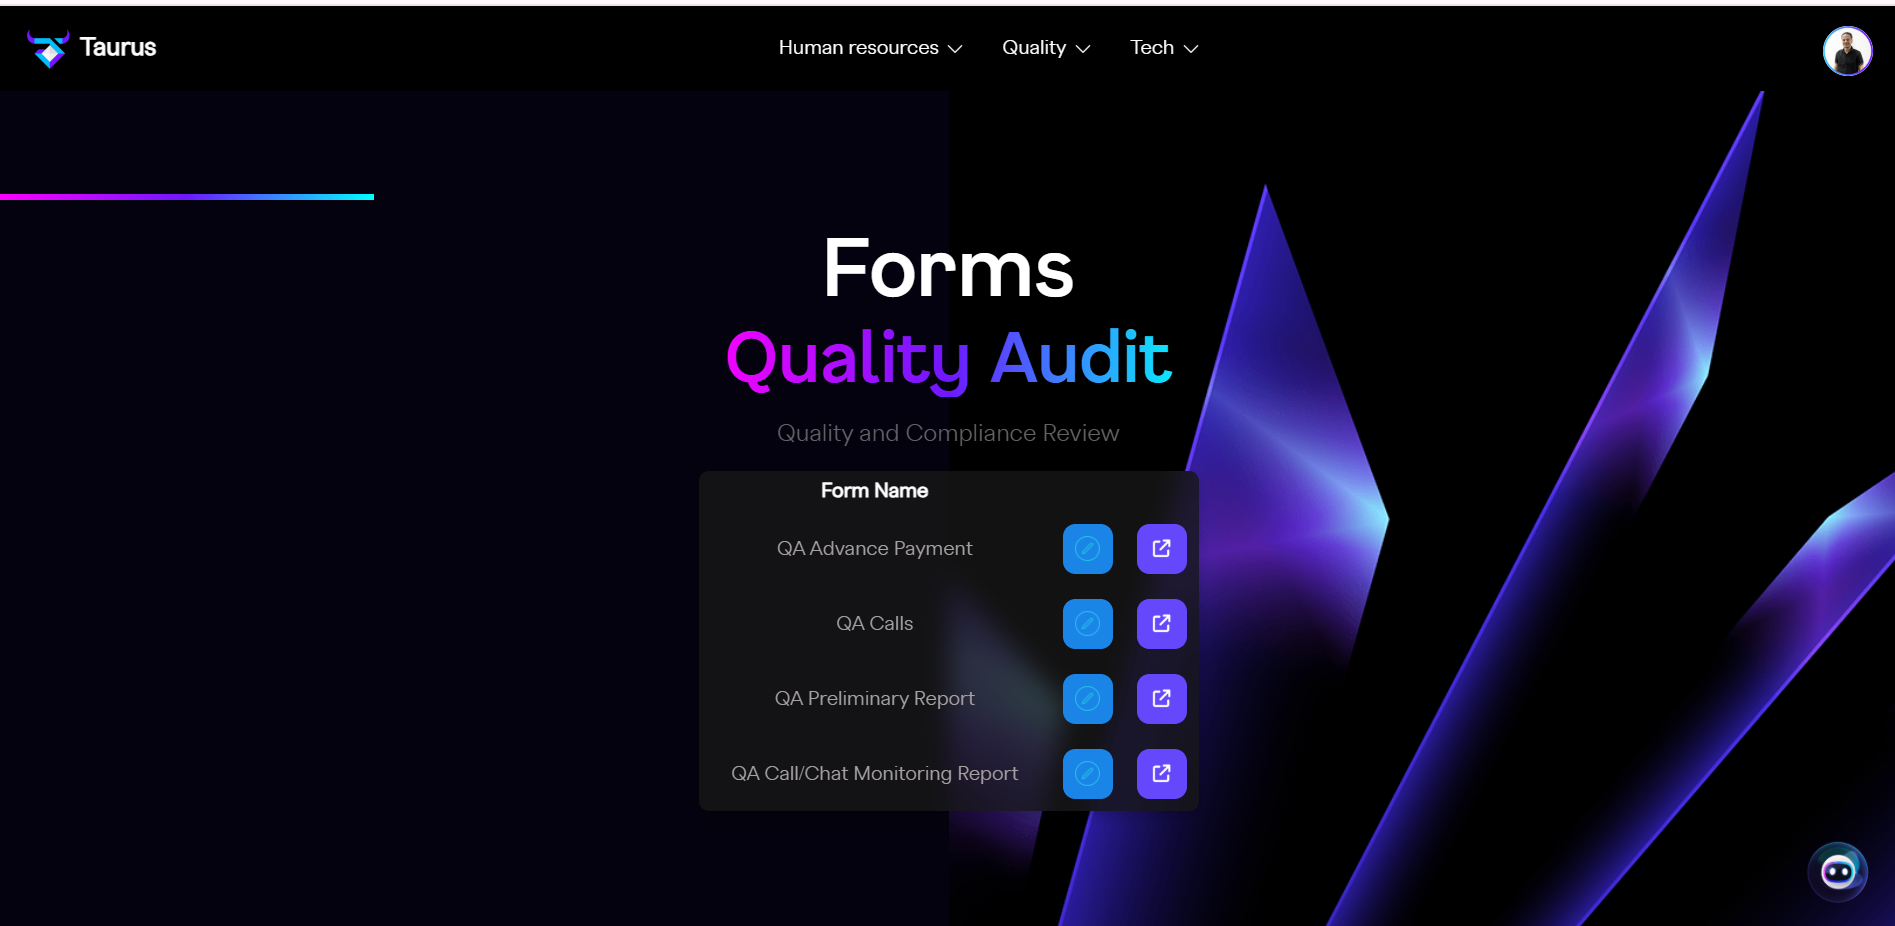 Taurus
Human resources
Quality
Tech
Forms
Quality Audit
Quality and Compliance Review
Form Name
QA Advance Payment
QA Calls
QA Preliminary Report
QA Call/Chat Monitoring Report